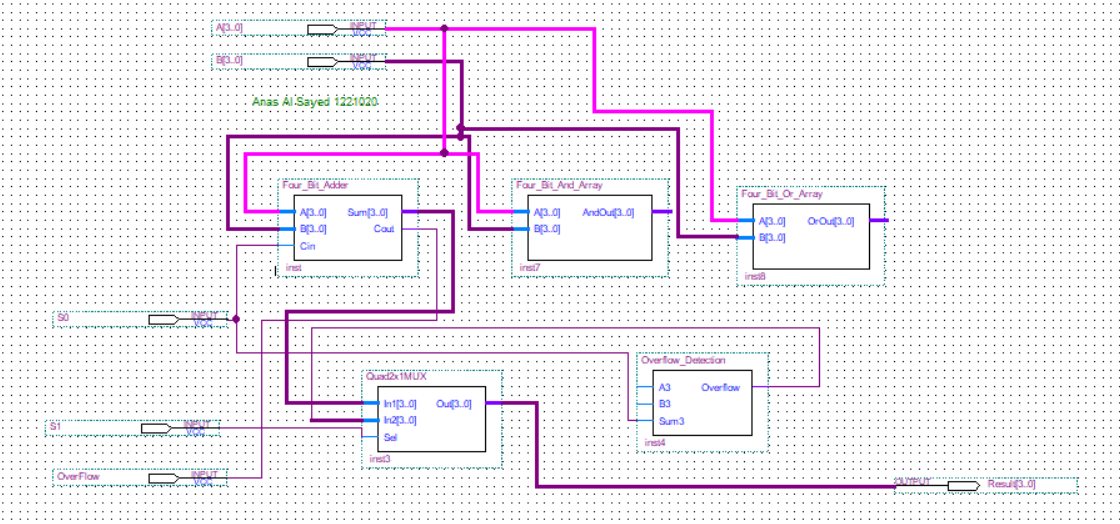 A[3..0] INPUT VCC
B[3..0] INPUT VCC
Anas Al Sayed 1221020
Four_Bit_Adder
A[3..0] Sum[3..0]
B[3..0] Cout
Cin
inst
Four_Bit_And_Array
A[3..0] AndOut[3..0]
B[3..0]
inst7
Four_Bit_Or_Array
A[3..0] OrOut[3..0]
B[3..0]
inst8
S0 INPUT VCC
Overflow_Detection
A3 Overflow
B3
Sum3
inst4
Quad2x1MUX
In1[3..0] Out[3..0]
In2[3..0]
Sel
inst3
S1 INPUT VCC
OverFlow INPUT VCC
OUTPUT Result[3..0]